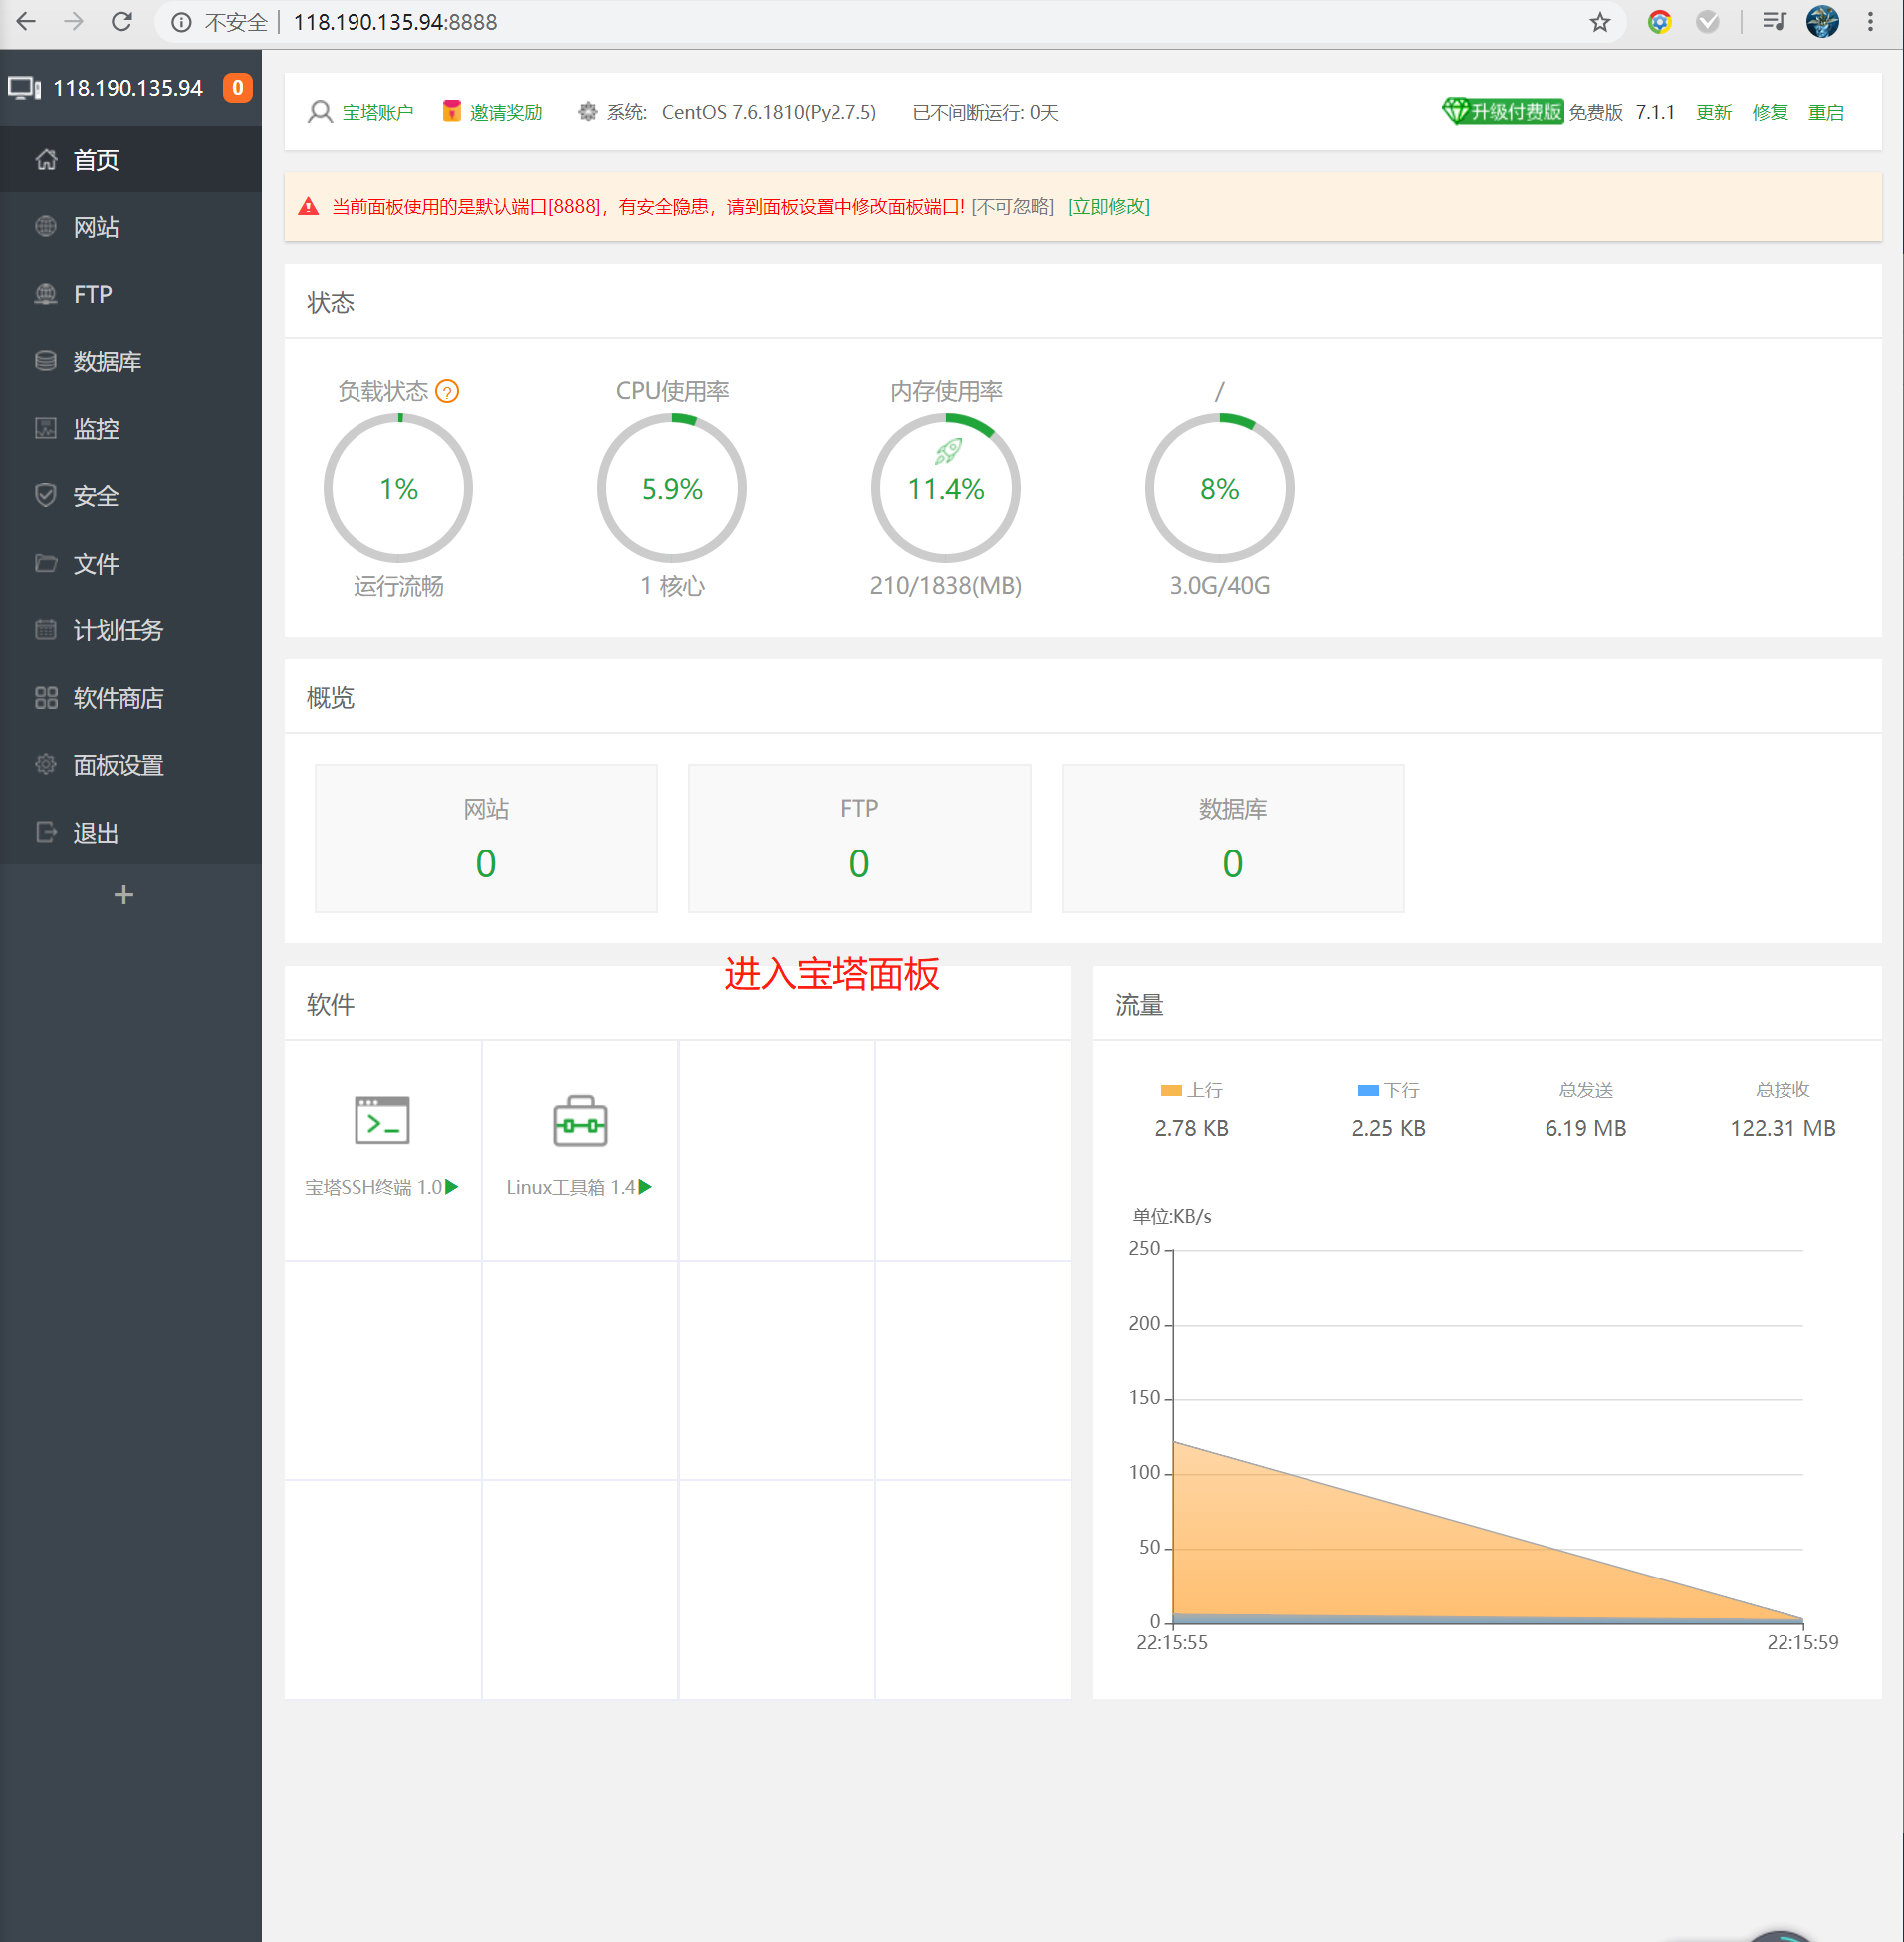 不安全 | 118.190.135.94:8888
118.190.135.94 0
首页
网站
FTP
数据库
监控
安全
文件
计划任务
软件商店
面板设置
退出
+
宝塔账户 邀请奖励 系统: CentOS 7.6.1810(Py2.7.5) 已不间断运行: 0天 升级付费版 免费版 7.1.1 更新 修复 重启
当前面板使用的是默认端口[8888]，有安全隐患，请到面板设置中修改面板端口! [不可忽略] [立即修改]
状态
负载状态 ? CPU使用率 内存使用率 /
1% 5.9% 11.4% 8%
运行流畅 1 核心 210/1838(MB) 3.0G/40G
概览
网站 FTP 数据库
0 0 0
进入宝塔面板
软件
宝塔SSH终端 1.0 Linux工具箱 1.4
流量
上行 下行 总发送 总接收
2.78 KB 2.25 KB 6.19 MB 122.31 MB
单位:KB/s
250
200
150
100
50
0
22:15:55 22:15:59